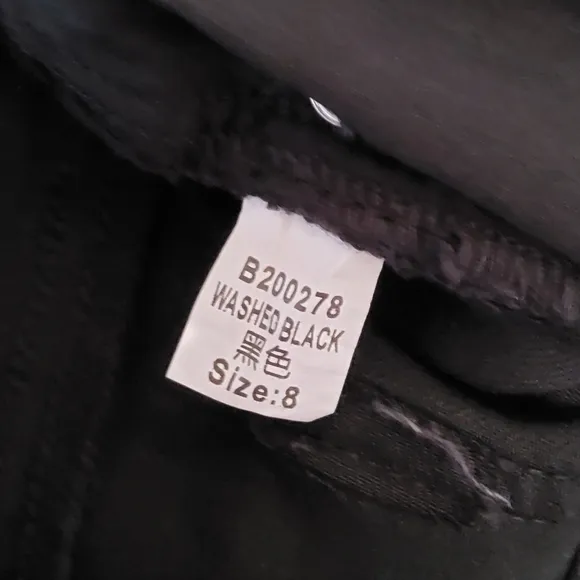 B200278
WASHED BLACK
黑色
Size:8